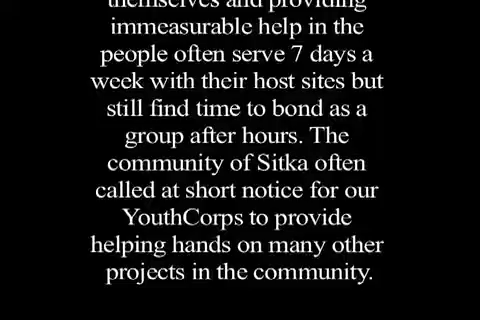 themselves and providing
immeasurable help in the
people often serve 7 days a
week with their host sites but
still find time to bond as a
group after hours. The
community of Sitka often
called at short notice for our
YouthCorps to provide
helping hands on many other
projects in the community.